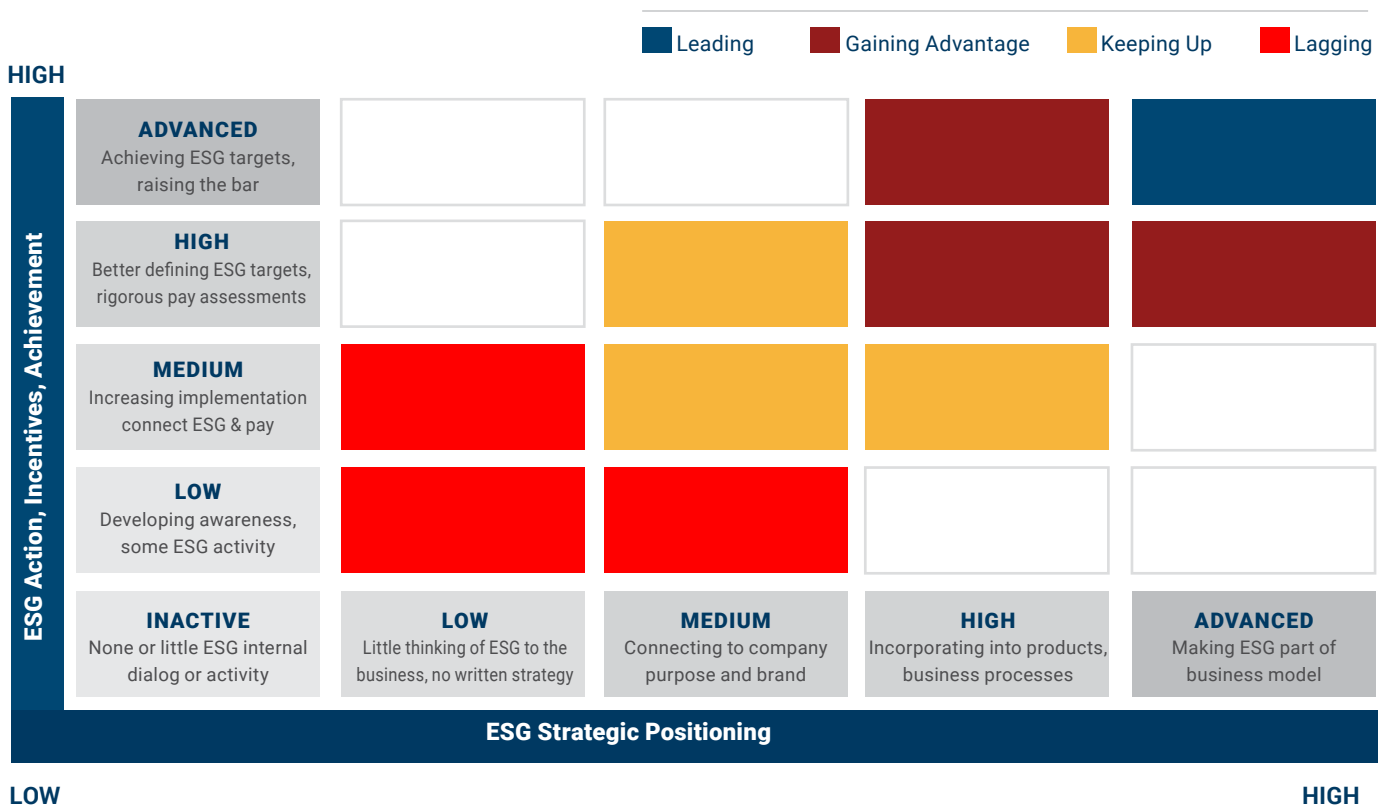 Leading Gaining Advantage Keeping Up Lagging
HIGH
ESG Action, Incentives, Achievement
ADVANCED
Achieving ESG targets,
raising the bar
HIGH
Better defining ESG targets,
rigorous pay assessments
MEDIUM
Increasing implementation
connect ESG & pay
LOW
Developing awareness,
some ESG activity
INACTIVE
None or little ESG internal
dialog or activity
LOW
Little thinking of ESG to the
business, no written strategy
MEDIUM
Connecting to company
purpose and brand
HIGH
Incorporating into products,
business processes
ADVANCED
Making ESG part of
business model
ESG Strategic Positioning
LOW
HIGH